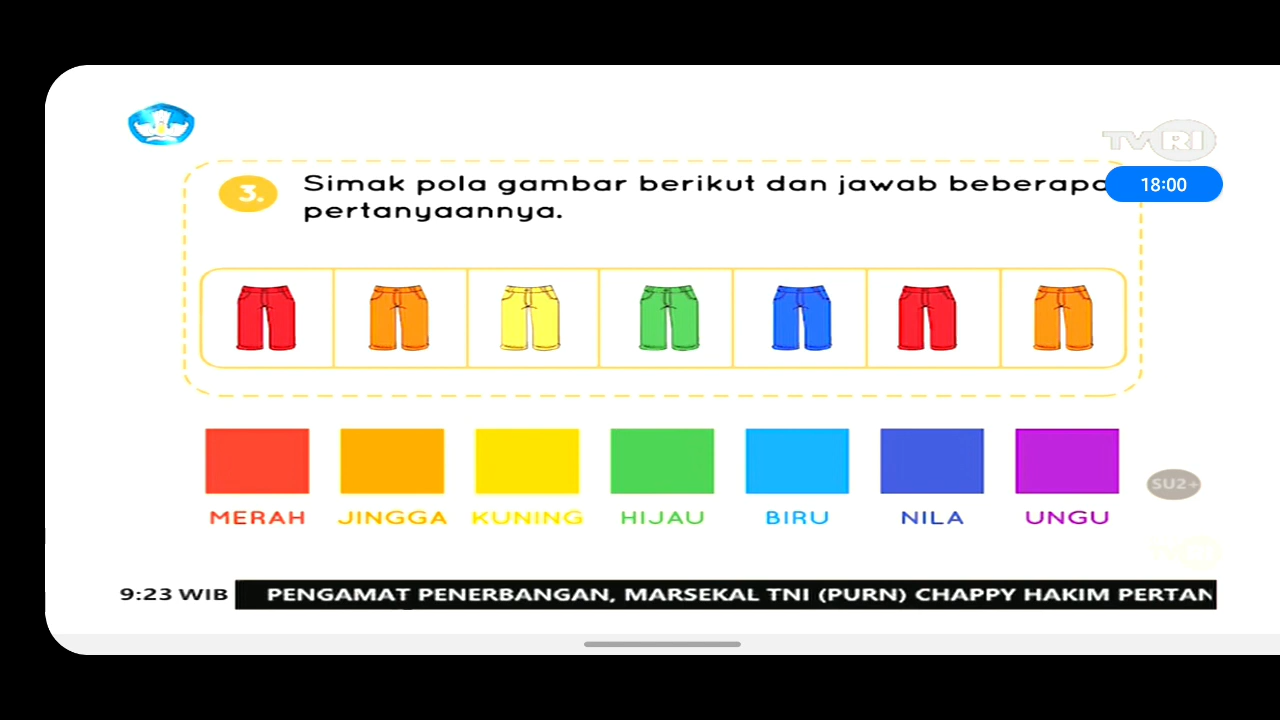 TVRI
3. Simak pola gambar berikut dan jawab beberapa
18:00
pertanyaannya.
MERAH JINGGA KUNING HIJAU BIRU NILA UNGU
SU2+
9:23 WIB PENGAMAT PENERBANGAN, MARSEKAL TNI (PURN) CHAPPY HAKIM PERTAN